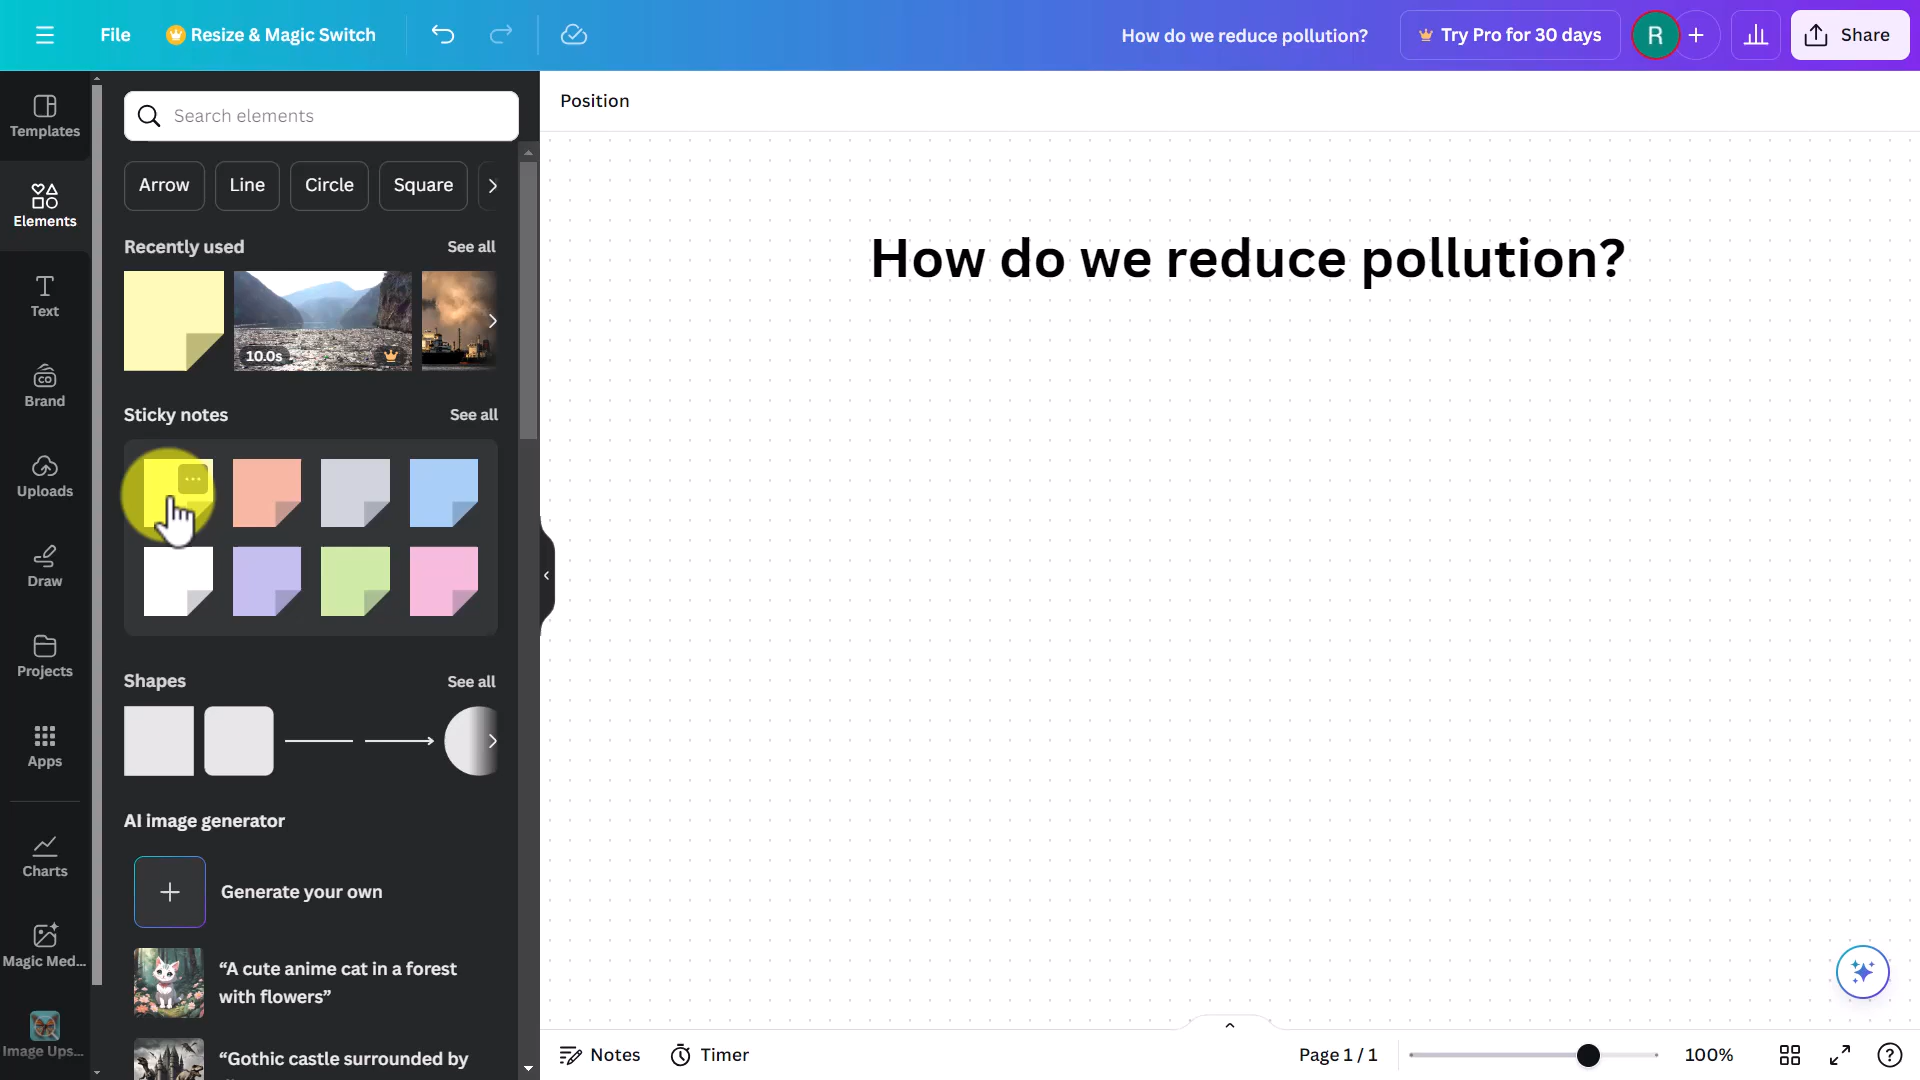 File
Resize & Magic Switch
How do we reduce pollution?
Try Pro for 30 days
R
Share
Templates
Elements
Text
Brand
Uploads
Draw
Projects
Apps
Charts
Magic Med...
Image Ups...
Search elements
Arrow
Line
Circle
Square
Recently used
See all
10.0s
Sticky notes
See all
Shapes
See all
AI image generator
Generate your own
“A cute anime cat in a forest
with flowers”
“Gothic castle surrounded by
Position
How do we reduce pollution?
Notes
Timer
Page 1 / 1
100%